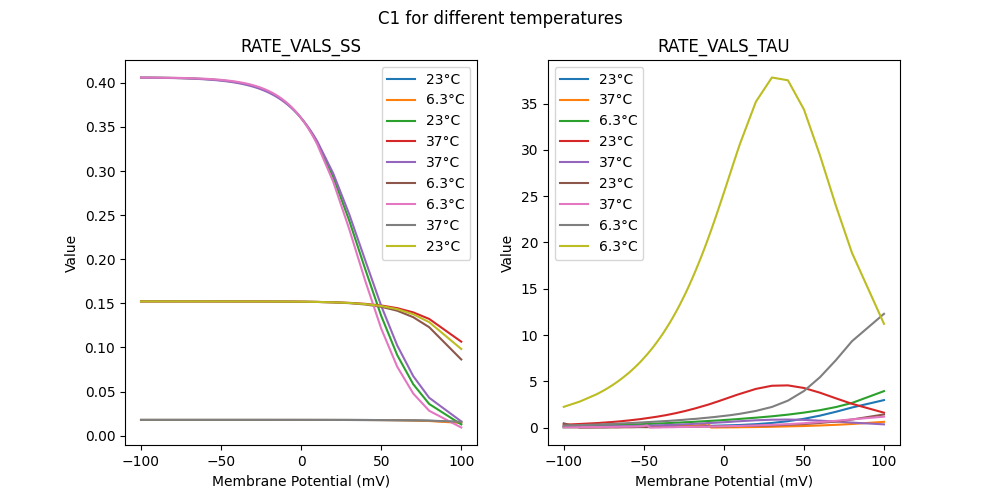 C1 for different temperatures
RATE_VALS_SS
0.40
0.35
0.30
0.25
0.20
0.15
0.10
0.05
0.00
Value
−100
−50
0
50
100
Membrane Potential (mV)
23°C
6.3°C
23°C
37°C
37°C
6.3°C
6.3°C
37°C
23°C
RATE_VALS_TAU
35
30
25
20
15
10
5
0
Value
−100
−50
0
50
100
Membrane Potential (mV)
23°C
37°C
6.3°C
23°C
37°C
23°C
37°C
6.3°C
6.3°C